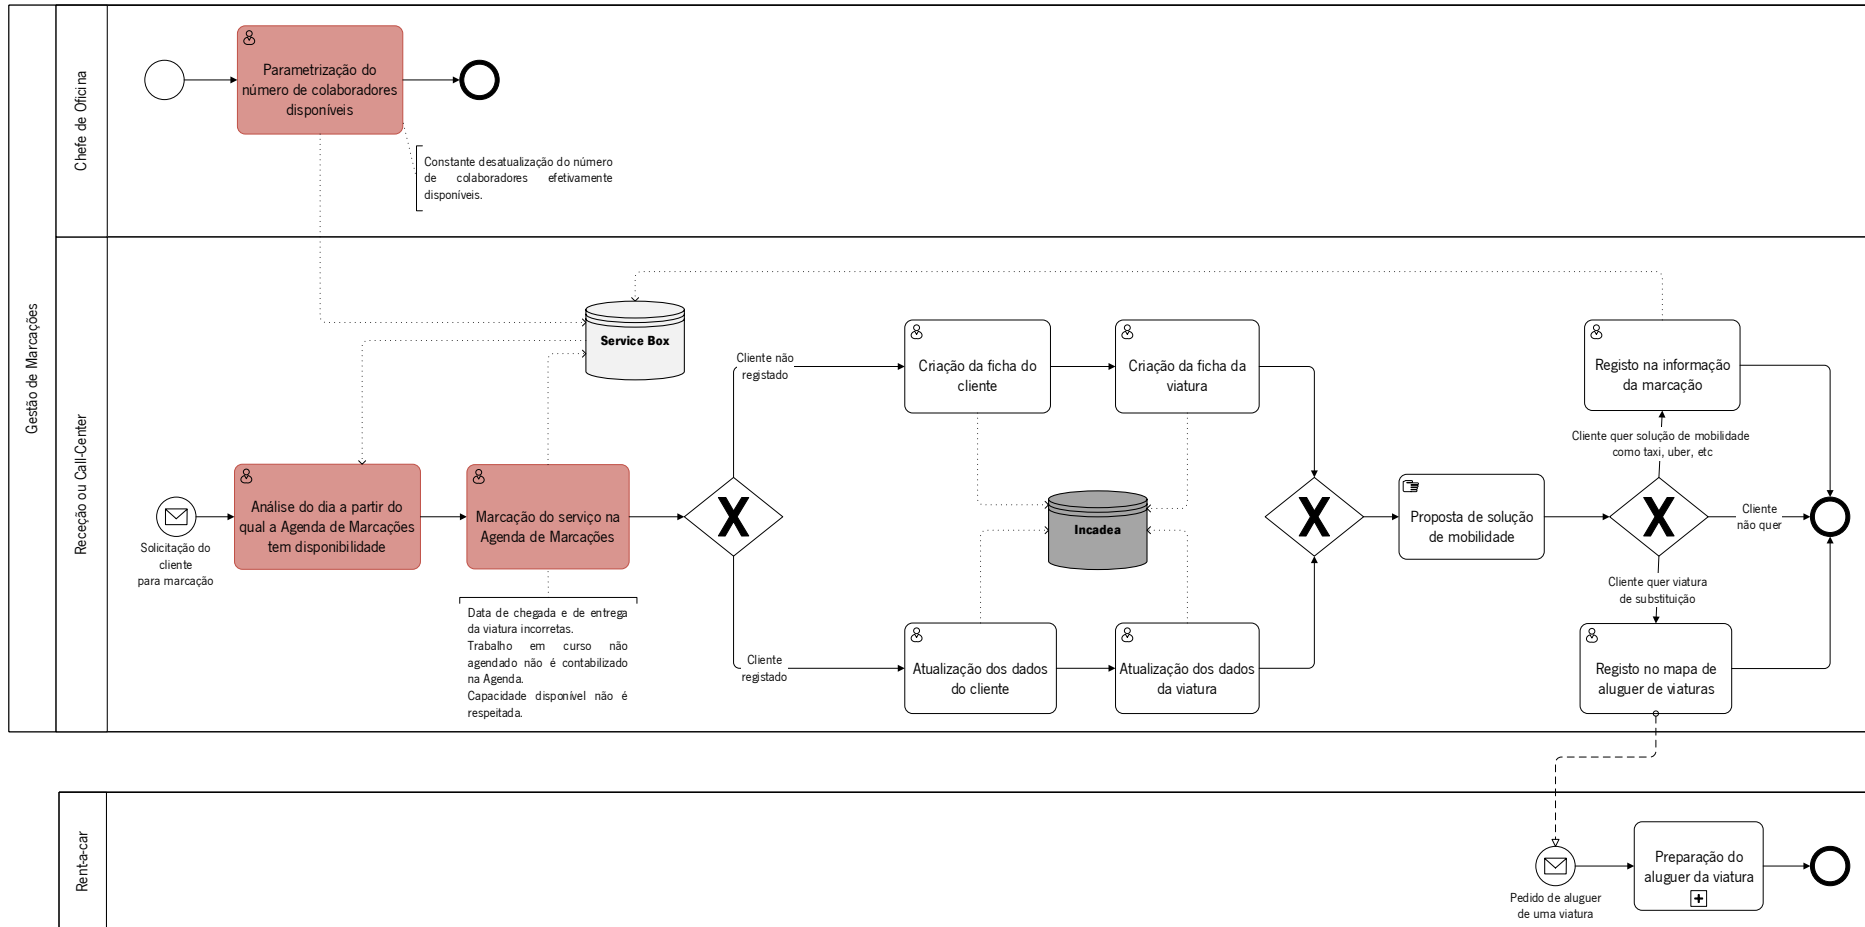 Gestão de Marcações
Chefe de Oficina
Parametrização do
número de colaboradores
disponíveis
Constante desatualização do número
de colaboradores efetivamente
disponíveis.
Receção ou Call-Center
Service Box
Solicitação do
cliente
para marcação
Análise do dia a partir do
qual a Agenda de Marcações
tem disponibilidade
Marcação do serviço na
Agenda de Marcações
Data de chegada e de entrega
da viatura incorretas.
Trabalho em curso não
agendado não é contabilizado
na Agenda.
Capacidade disponível não é
respeitada.
X
Cliente não
registado
Criação da ficha do
cliente
Criação da ficha da
viatura
Incadea
Cliente
registado
Atualização dos dados
do cliente
Atualização dos dados
da viatura
X
Proposta de solução
de mobilidade
X
Registo na informação
da marcação
Cliente quer solução de mobilidade
como taxi, uber, etc
Cliente
não quer
Cliente quer viatura
de substituição
Registo no mapa de
aluguer de viaturas
Rent-a-car
Pedido de aluguer
de uma viatura
Preparação do
aluguer da viatura